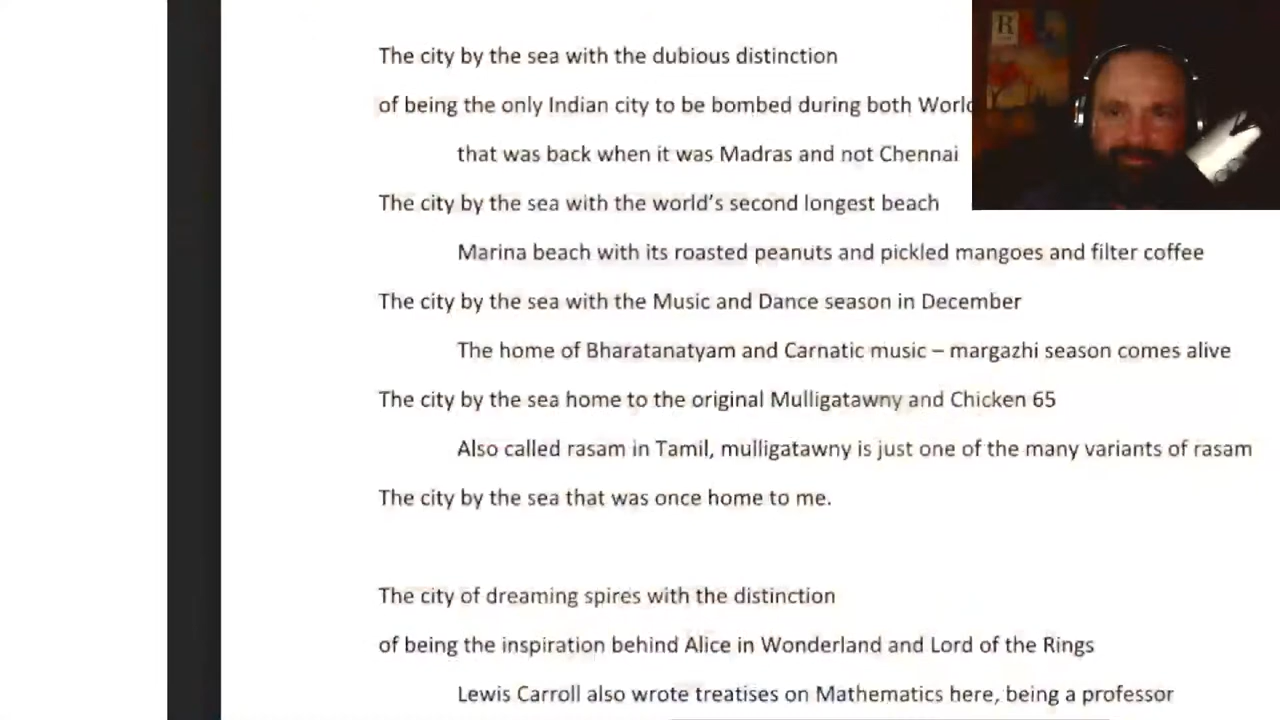 The city by the sea with the dubious distinction
of being the only Indian city to be bombed during both World
that was back when it was Madras and not Chennai
The city by the sea with the world's second longest beach
Marina beach with its roasted peanuts and pickled mangoes and filter coffee
The city by the sea with the Music and Dance season in December
The home of Bharatanatyam and Carnatic music – margazhi season comes alive
The city by the sea home to the original Mulligatawny and Chicken 65
Also called rasam in Tamil, mulligatawny is just one of the many variants of rasam
The city by the sea that was once home to me.
The city of dreaming spires with the distinction
of being the inspiration behind Alice in Wonderland and Lord of the Rings
Lewis Carroll also wrote treatises on Mathematics here, being a professor
R